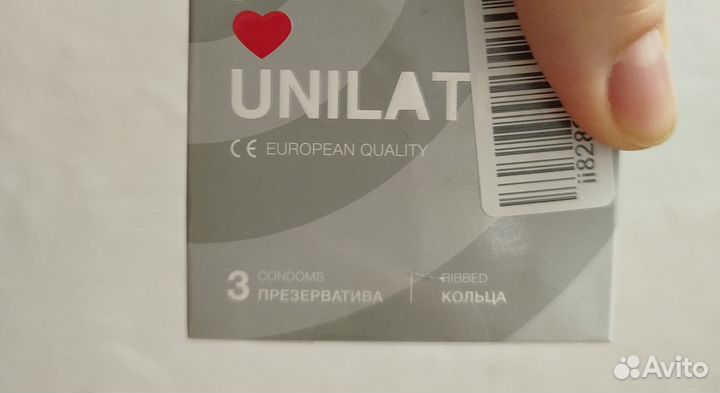 UNILAT
CE EUROPEAN QUALITY
3 CONDOMS
ПРЕЗЕРВАТИВА
RIBBED
КОЛЬЦА
Avito